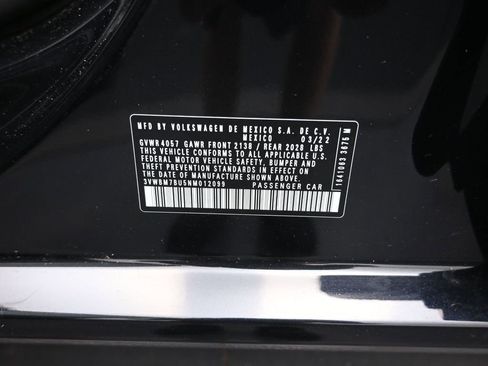 MFD BY VOLKSWAGEN DE MEXICO S.A. DE C.V.
MEXICO 03/22
GVWR 4057 GAWR FRONT 2138 / REAR 2028 LBS
THIS VEHICLE CONFORMS TO ALL APPLICABLE U.S.
FEDERAL MOTOR VEHICLE SAFETY, BUMPER AND
THEFT PREVENTION STANDARDS IN EFFECT ON
THE DATE OF MANUFACTURE SHOWN ABOVE.
3VWBM7BU5NM012099 PASSENGER CAR
1641063 3675 M